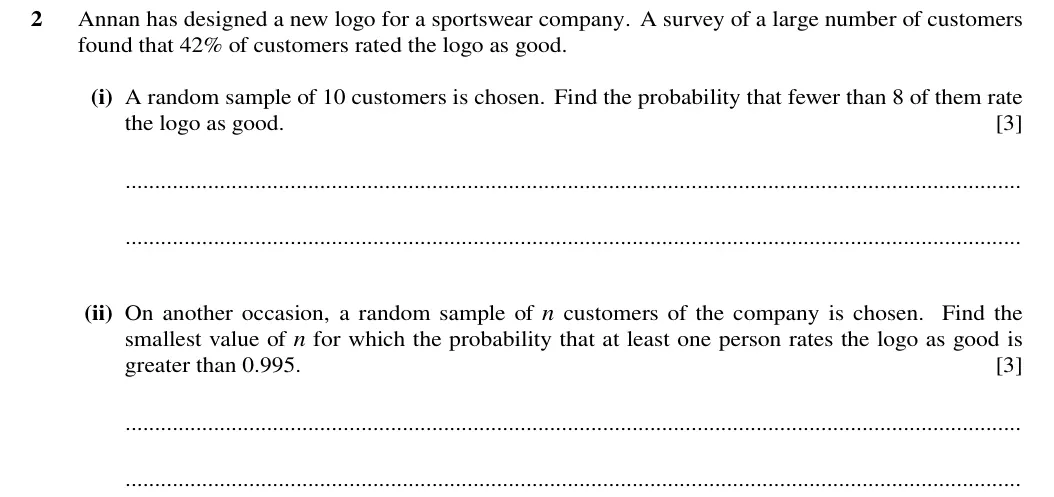 2 Annan has designed a new logo for a sportswear company. A survey of a large number of customers
found that 42% of customers rated the logo as good.
(i) A random sample of 10 customers is chosen. Find the probability that fewer than 8 of them rate
the logo as good. [3]
(ii) On another occasion, a random sample of n customers of the company is chosen. Find the
smallest value of n for which the probability that at least one person rates the logo as good is
greater than 0.995. [3]